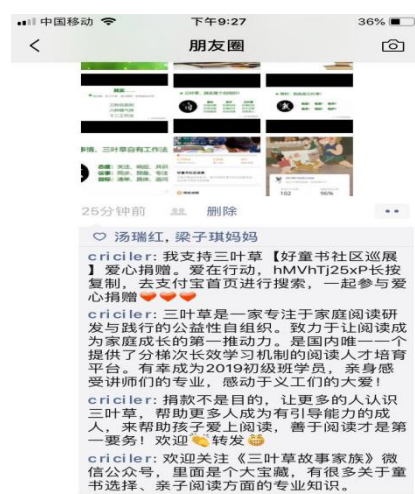 中国移动 下午9:27 36%
朋友圈
三叶草自有工作法
25分钟前 删除
汤瑞红, 梁子琪妈妈
criciler: 我支持三叶草【好童书社区巡展
】爱心捐赠。爱在行动，hMVhTj25xP长按
复制，去支付宝首页进行搜索，一起参与爱
心捐赠❤❤❤
criciler: 三叶草是一家专注于家庭阅读研
发与践行的公益性自组织。致力于让阅读成
为家庭成长的第一推动力。是国内唯一一个
提供了分梯次长效学习机制的阅读人才培育
平台。有幸成为2019初级班学员，亲身感
受讲师们的专业，感动于义工们的大爱！
criciler: 捐款不是目的，让更多的人认识
三叶草，帮助更多人成为有引导能力的成
人，来帮助孩子爱上阅读，善于阅读才是第
一要务！欢迎👏转发😁
criciler: 欢迎关注《三叶草故事家族》微
信公众号，里面是个大宝藏，有很多关于童
书选择、亲子阅读方面的专业知识。